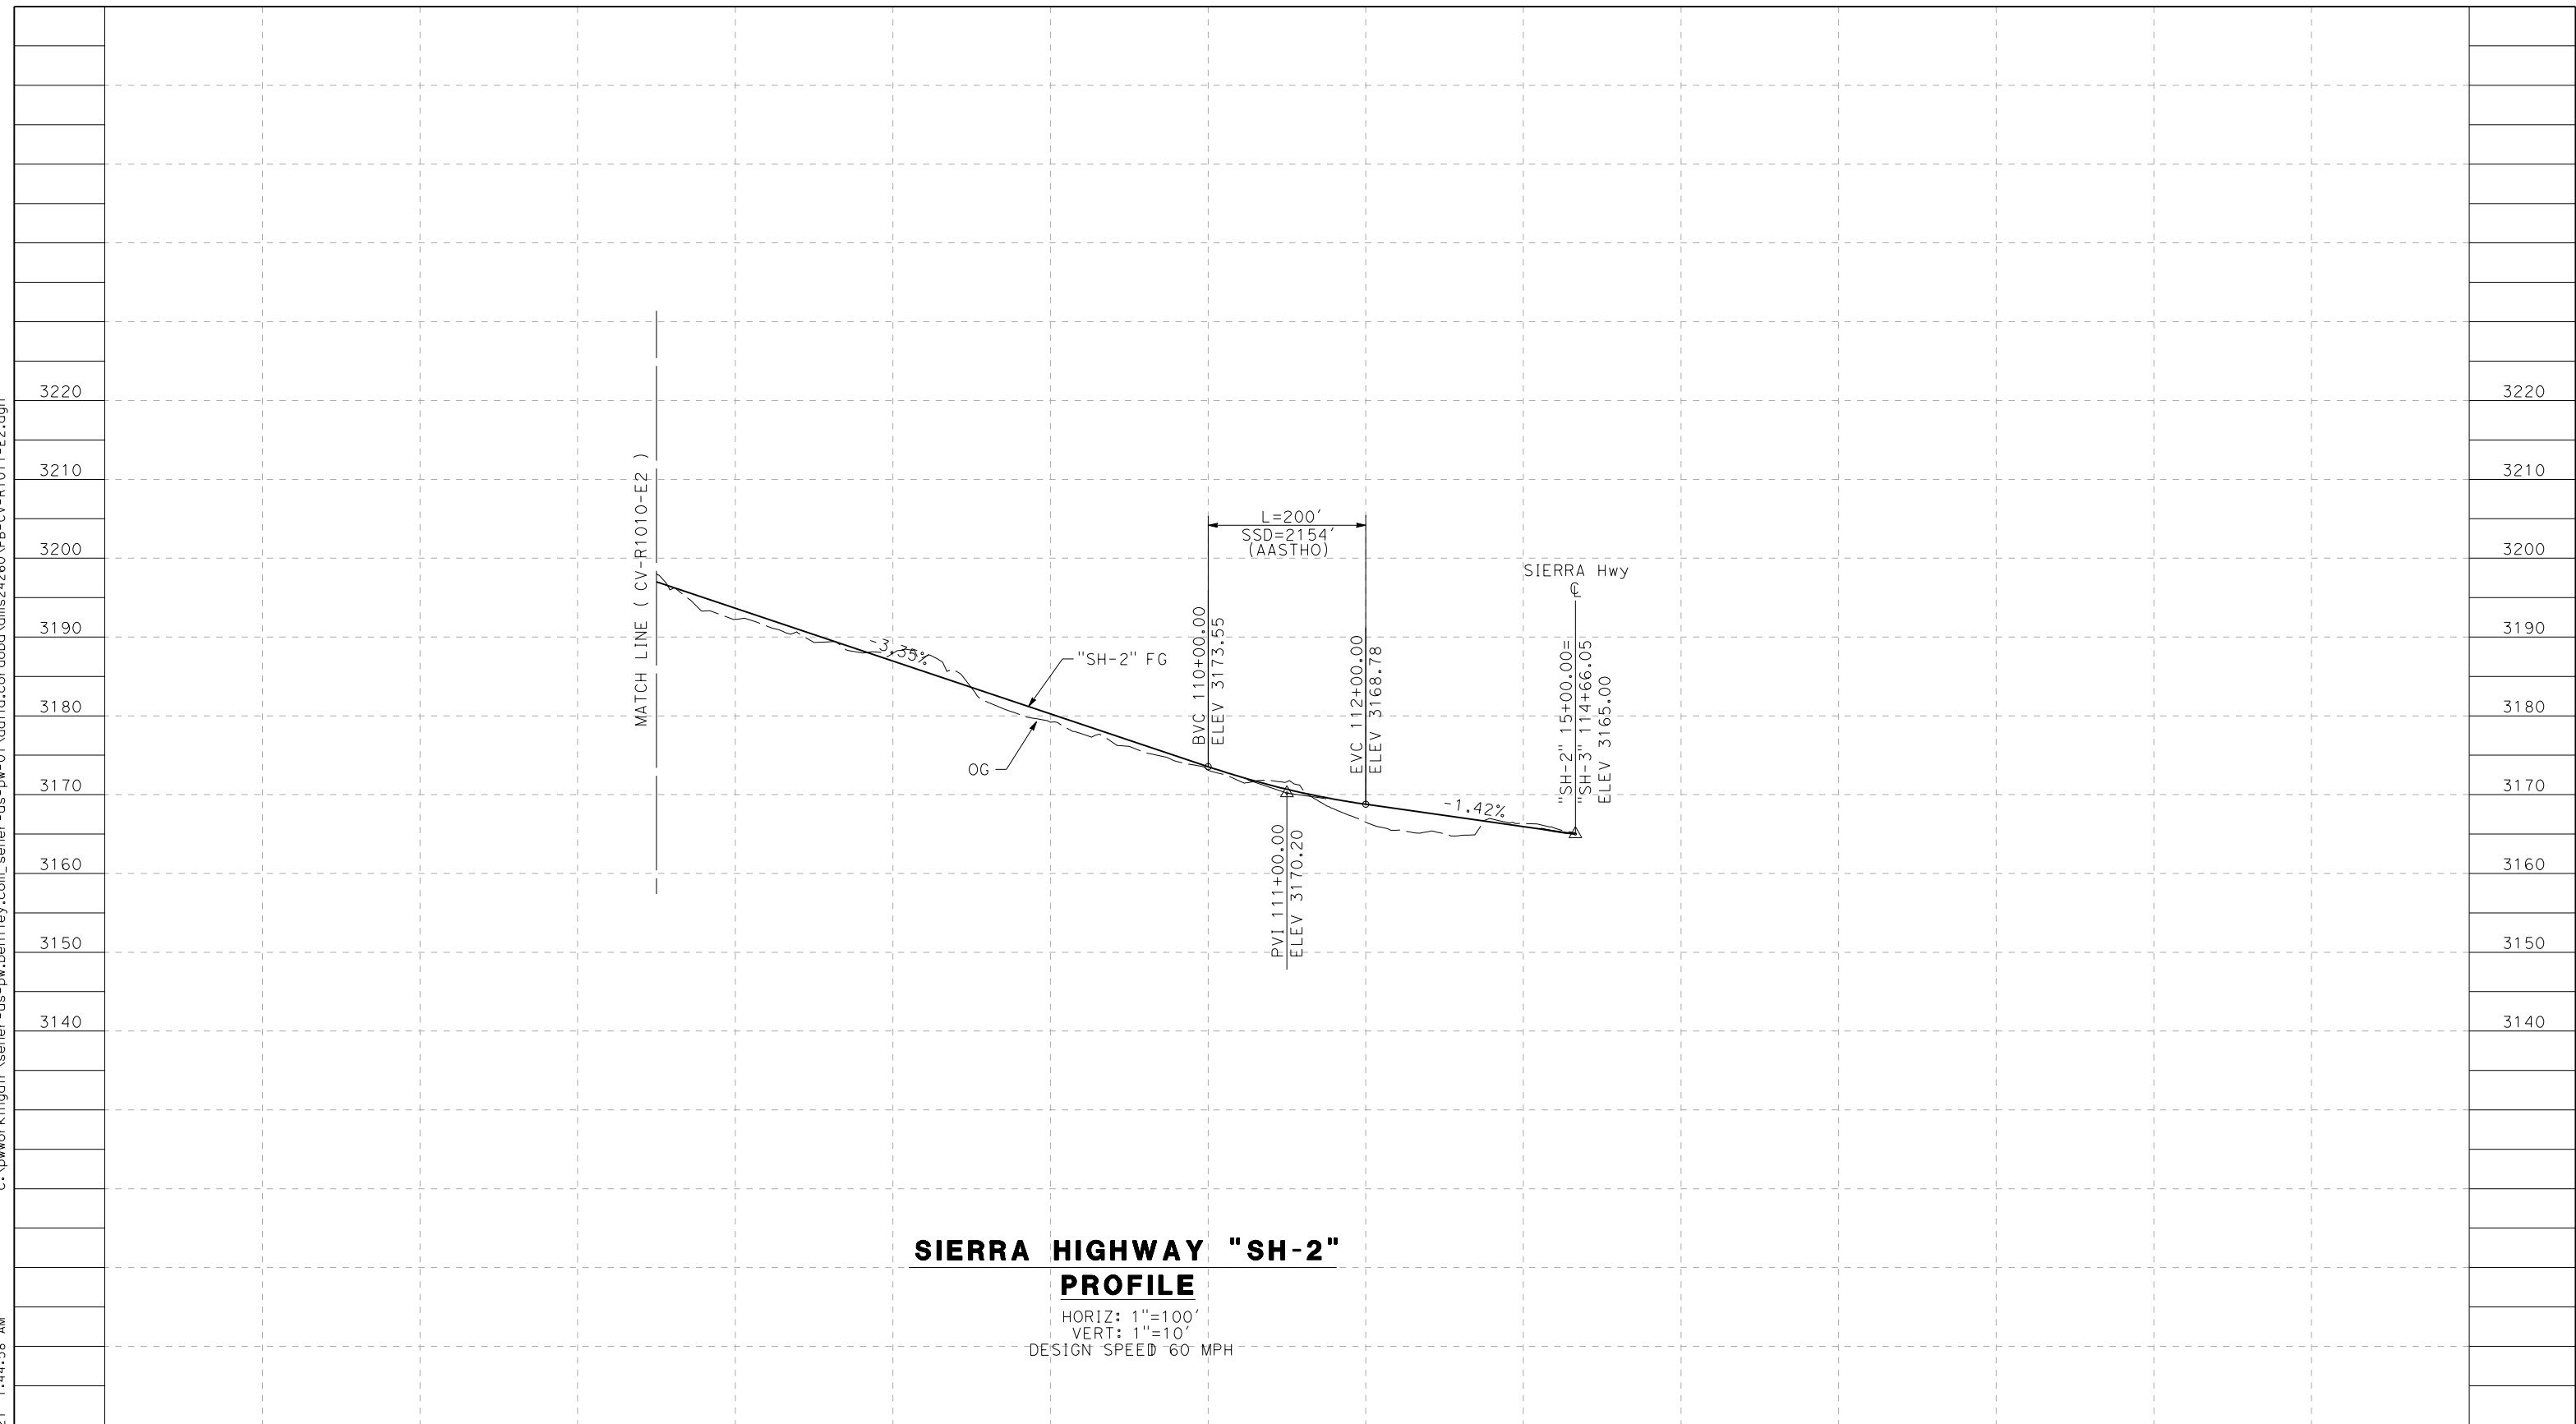 3220
3210
3200
3190
3180
3170
3160
3150
3140
MATCH LINE ( CV-R1010-E2 )
-3.35%
"SH-2" FG
OG
L=200'
SSD=2154'
(AASTHO)
BVC 110+00.00
ELEV 3173.55
PVI 111+00.00
ELEV 3170.20
EVC 112+00.00
ELEV 3168.78
-1.42%
SIERRA Hwy
℄
"SH-2" 15+00.00=
"SH-3" 114+66.05
ELEV 3165.00
3220
3210
3200
3190
3180
3170
3160
3150
3140
SIERRA HIGHWAY "SH-2"
PROFILE
HORIZ: 1"=100'
VERT: 1"=10'
DESIGN SPEED 60 MPH